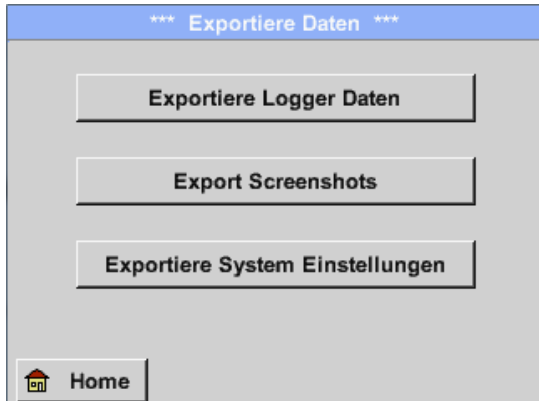 *** Exportiere Daten ***
Exportiere Logger Daten
Export Screenshots
Exportiere System Einstellungen
Home